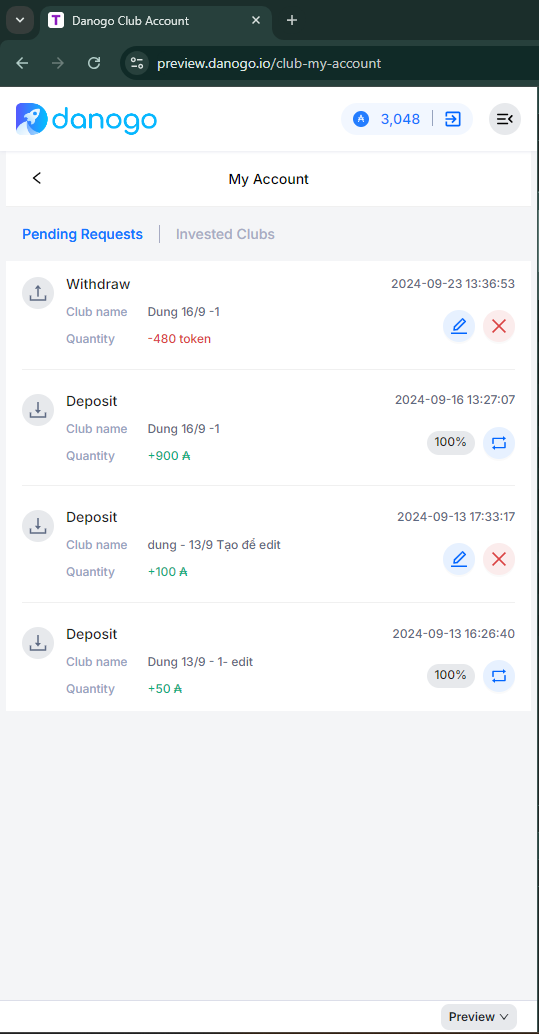 T Danogo Club Account
preview.danogo.io/club-my-account
danogo
₳ 3,048
My Account
Pending Requests | Invested Clubs
Withdraw 2024-09-23 13:36:53
Club name Dung 16/9 -1
Quantity -480 token
Deposit 2024-09-16 13:27:07
Club name Dung 16/9 -1
100%
Quantity +900 ₳
Deposit 2024-09-13 17:33:17
Club name dung - 13/9 Tạo để edit
Quantity +100 ₳
Deposit 2024-09-13 16:26:40
Club name Dung 13/9 - 1- edit
100%
Quantity +50 ₳
Preview